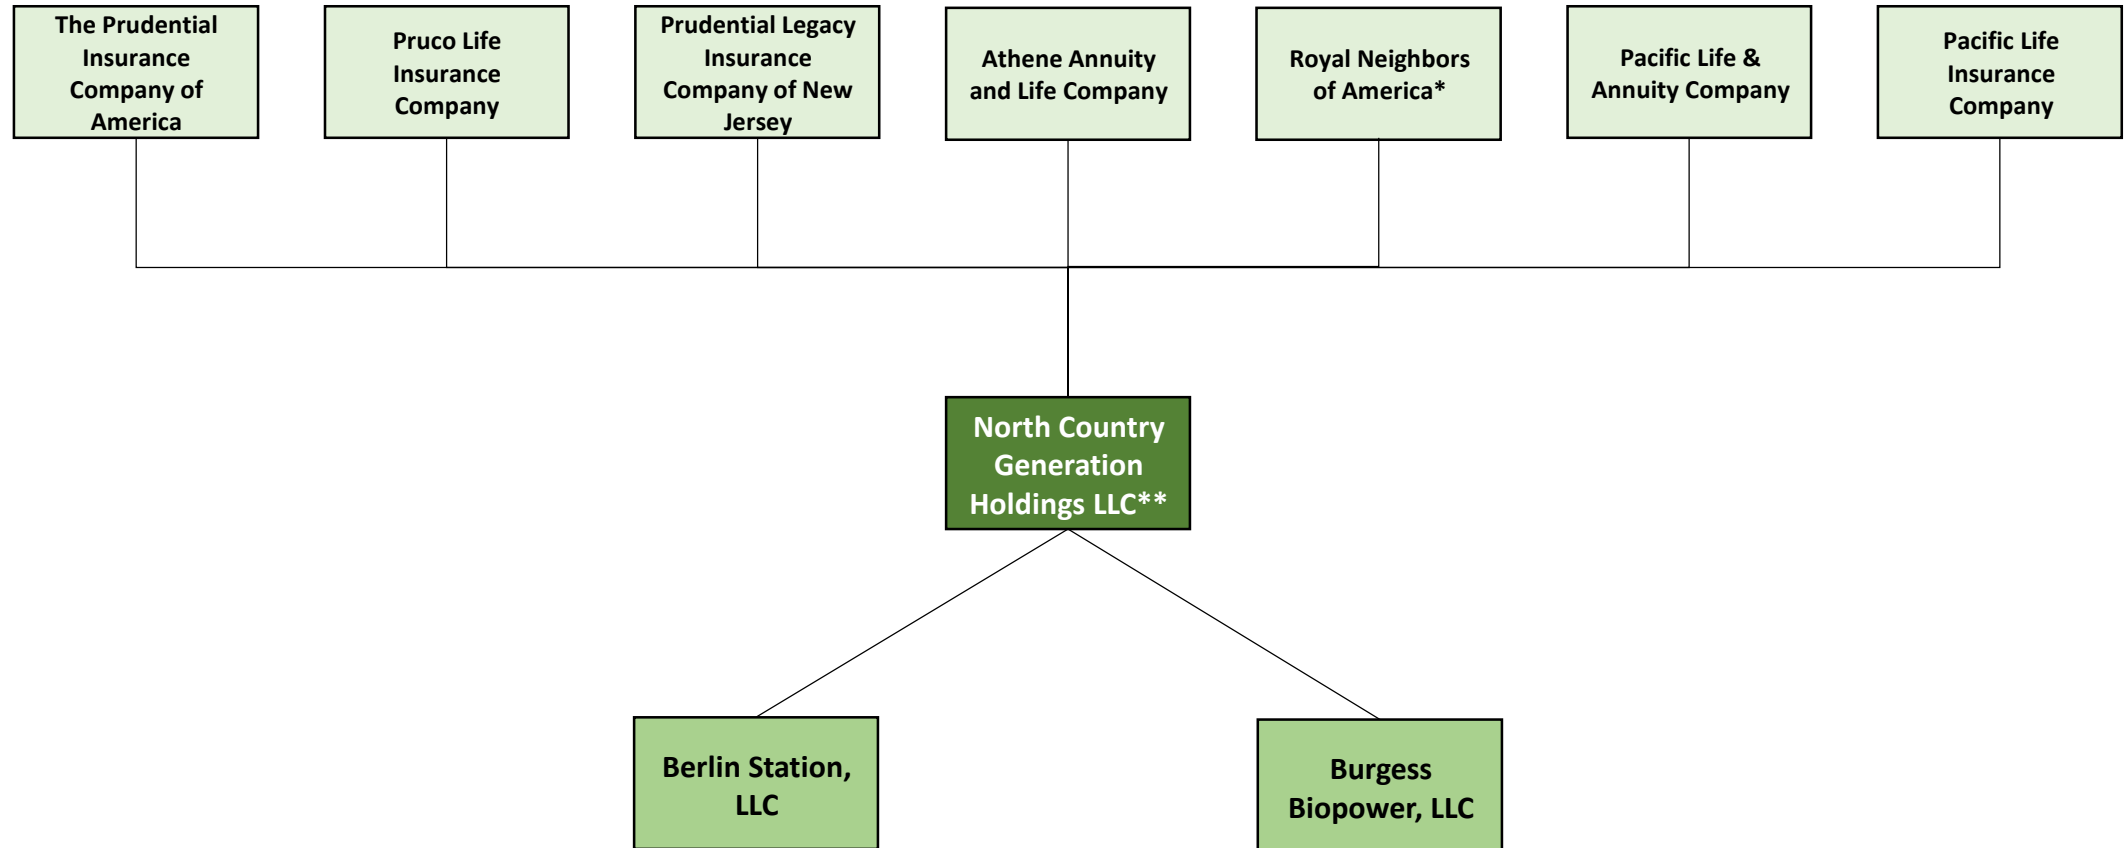 The Prudential
Insurance
Company of
America
Pruco Life
Insurance
Company
Prudential Legacy
Insurance
Company of New
Jersey
Athene Annuity
and Life Company
Royal Neighbors
of America*
Pacific Life &
Annuity Company
Pacific Life
Insurance
Company
North Country
Generation
Holdings LLC**
Berlin Station,
LLC
Burgess
Biopower, LLC